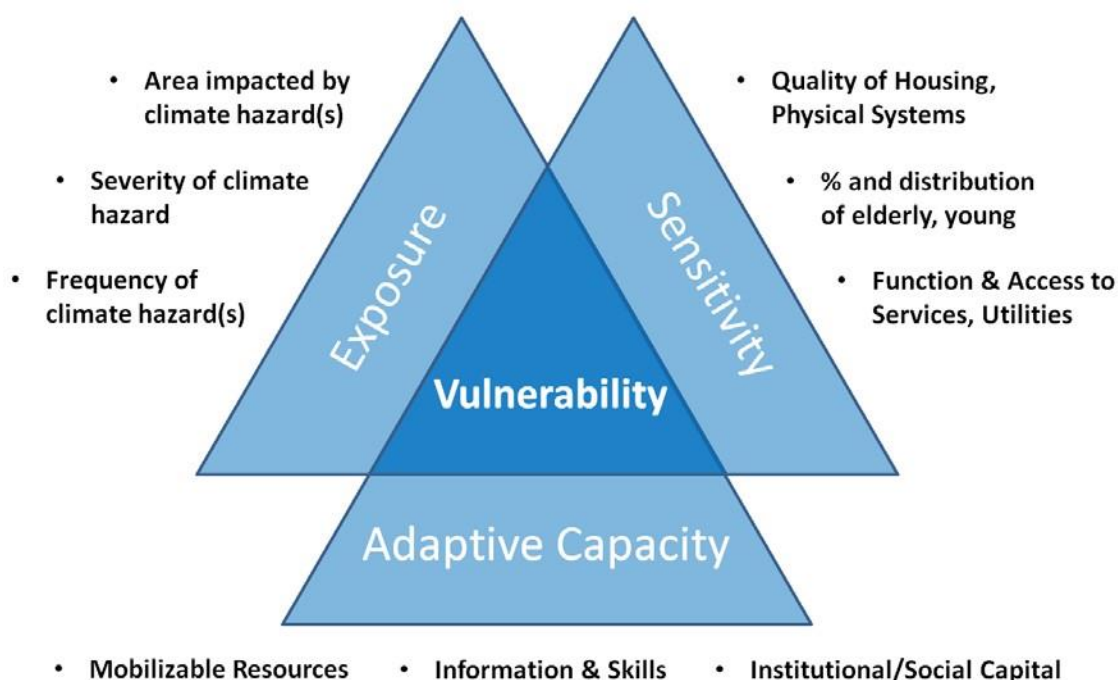 • Area impacted by
climate hazard(s)
• Severity of climate
hazard
• Frequency of
climate hazard(s)
Exposure
• Quality of Housing,
Physical Systems
• % and distribution
of elderly, young
• Function & Access to
Services, Utilities
Sensitivity
Vulnerability
Adaptive Capacity
• Mobilizable Resources • Information & Skills • Institutional/Social Capital